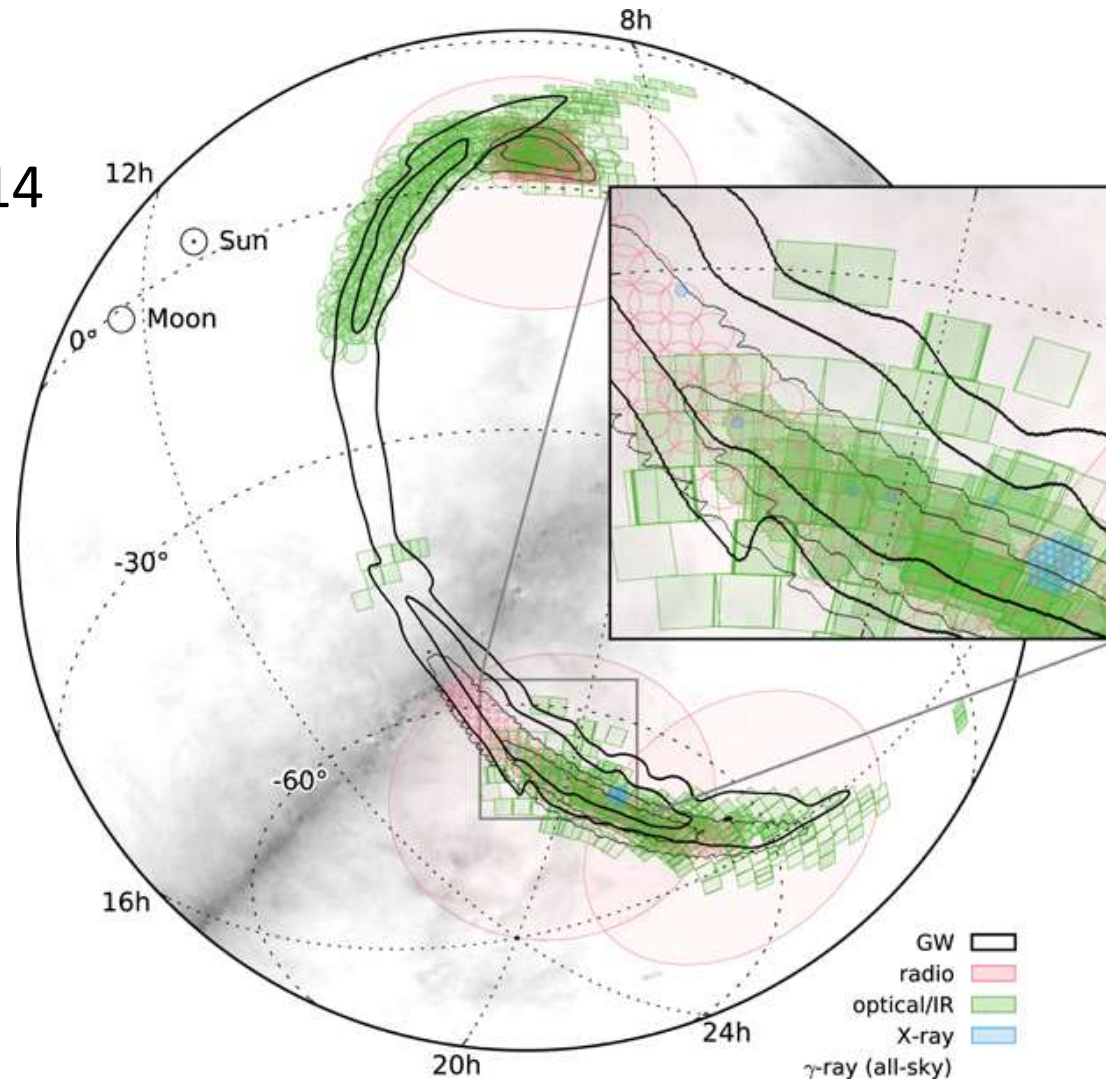 8h
12h
14
Sun
Moon
0°
-30°
-60°
16h
20h
24h
GW
radio
optical/IR
X-ray
γ-ray (all-sky)